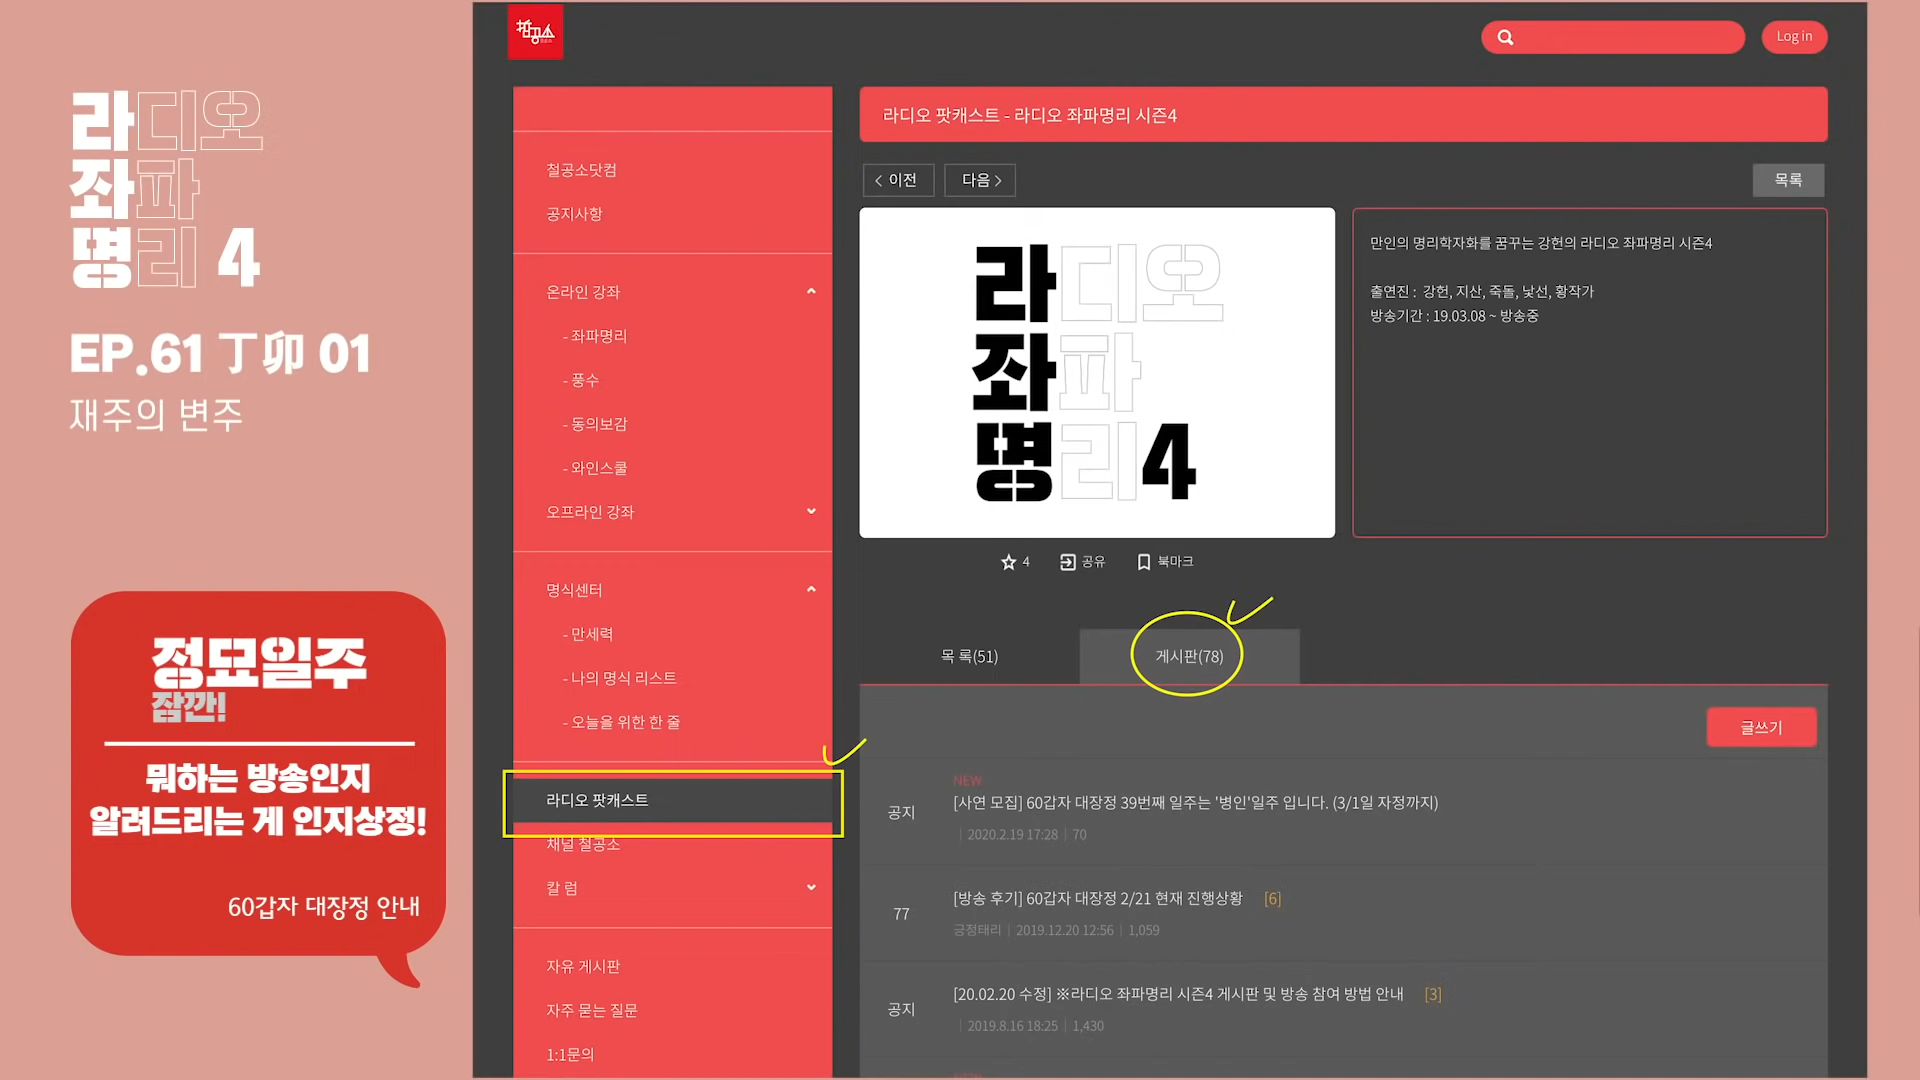 라디오
좌파
명리 4
EP.61 丁卯 01
재주의 변주
정묘일주
잠깐!
뭐하는 방송인지
알려드리는 게 인지상정!
60갑자 대장정 안내
철공소
Log in
철공소닷컴
공지사항
온라인 강좌
- 좌파명리
- 풍수
- 동의보감
- 와인스쿨
오프라인 강좌
명식센터
- 만세력
- 나의 명식 리스트
- 오늘을 위한 한 줄
라디오 팟캐스트
채널 철공소
칼 럼
자유 게시판
자주 묻는 질문
1:1문의
라디오 팟캐스트 - 라디오 좌파명리 시즌4
이전
다음
목록
라디오
좌파
명리4
만인의 명리학자화를 꿈꾸는 강헌의 라디오 좌파명리 시즌4
출연진 : 강헌, 지산, 죽돌, 낯선, 황작가
방송기간 : 19.03.08 ~ 방송중
4 공유 북마크
목 록(51)
게시판(78)
글쓰기
NEW
공지
[사연 모집] 60갑자 대장정 39번째 일주는 '병인'일주 입니다. (3/1일 자정까지)
| 2020.2.19 17:28 | 70
77
[방송 후기] 60갑자 대장정 2/21 현재 진행상황 [6]
긍정태리 | 2019.12.20 12:56 | 1,059
공지
[20.02.20 수정] ※라디오 좌파명리 시즌4 게시판 및 방송 참여 방법 안내 [3]
| 2019.8.16 18:25 | 1,430